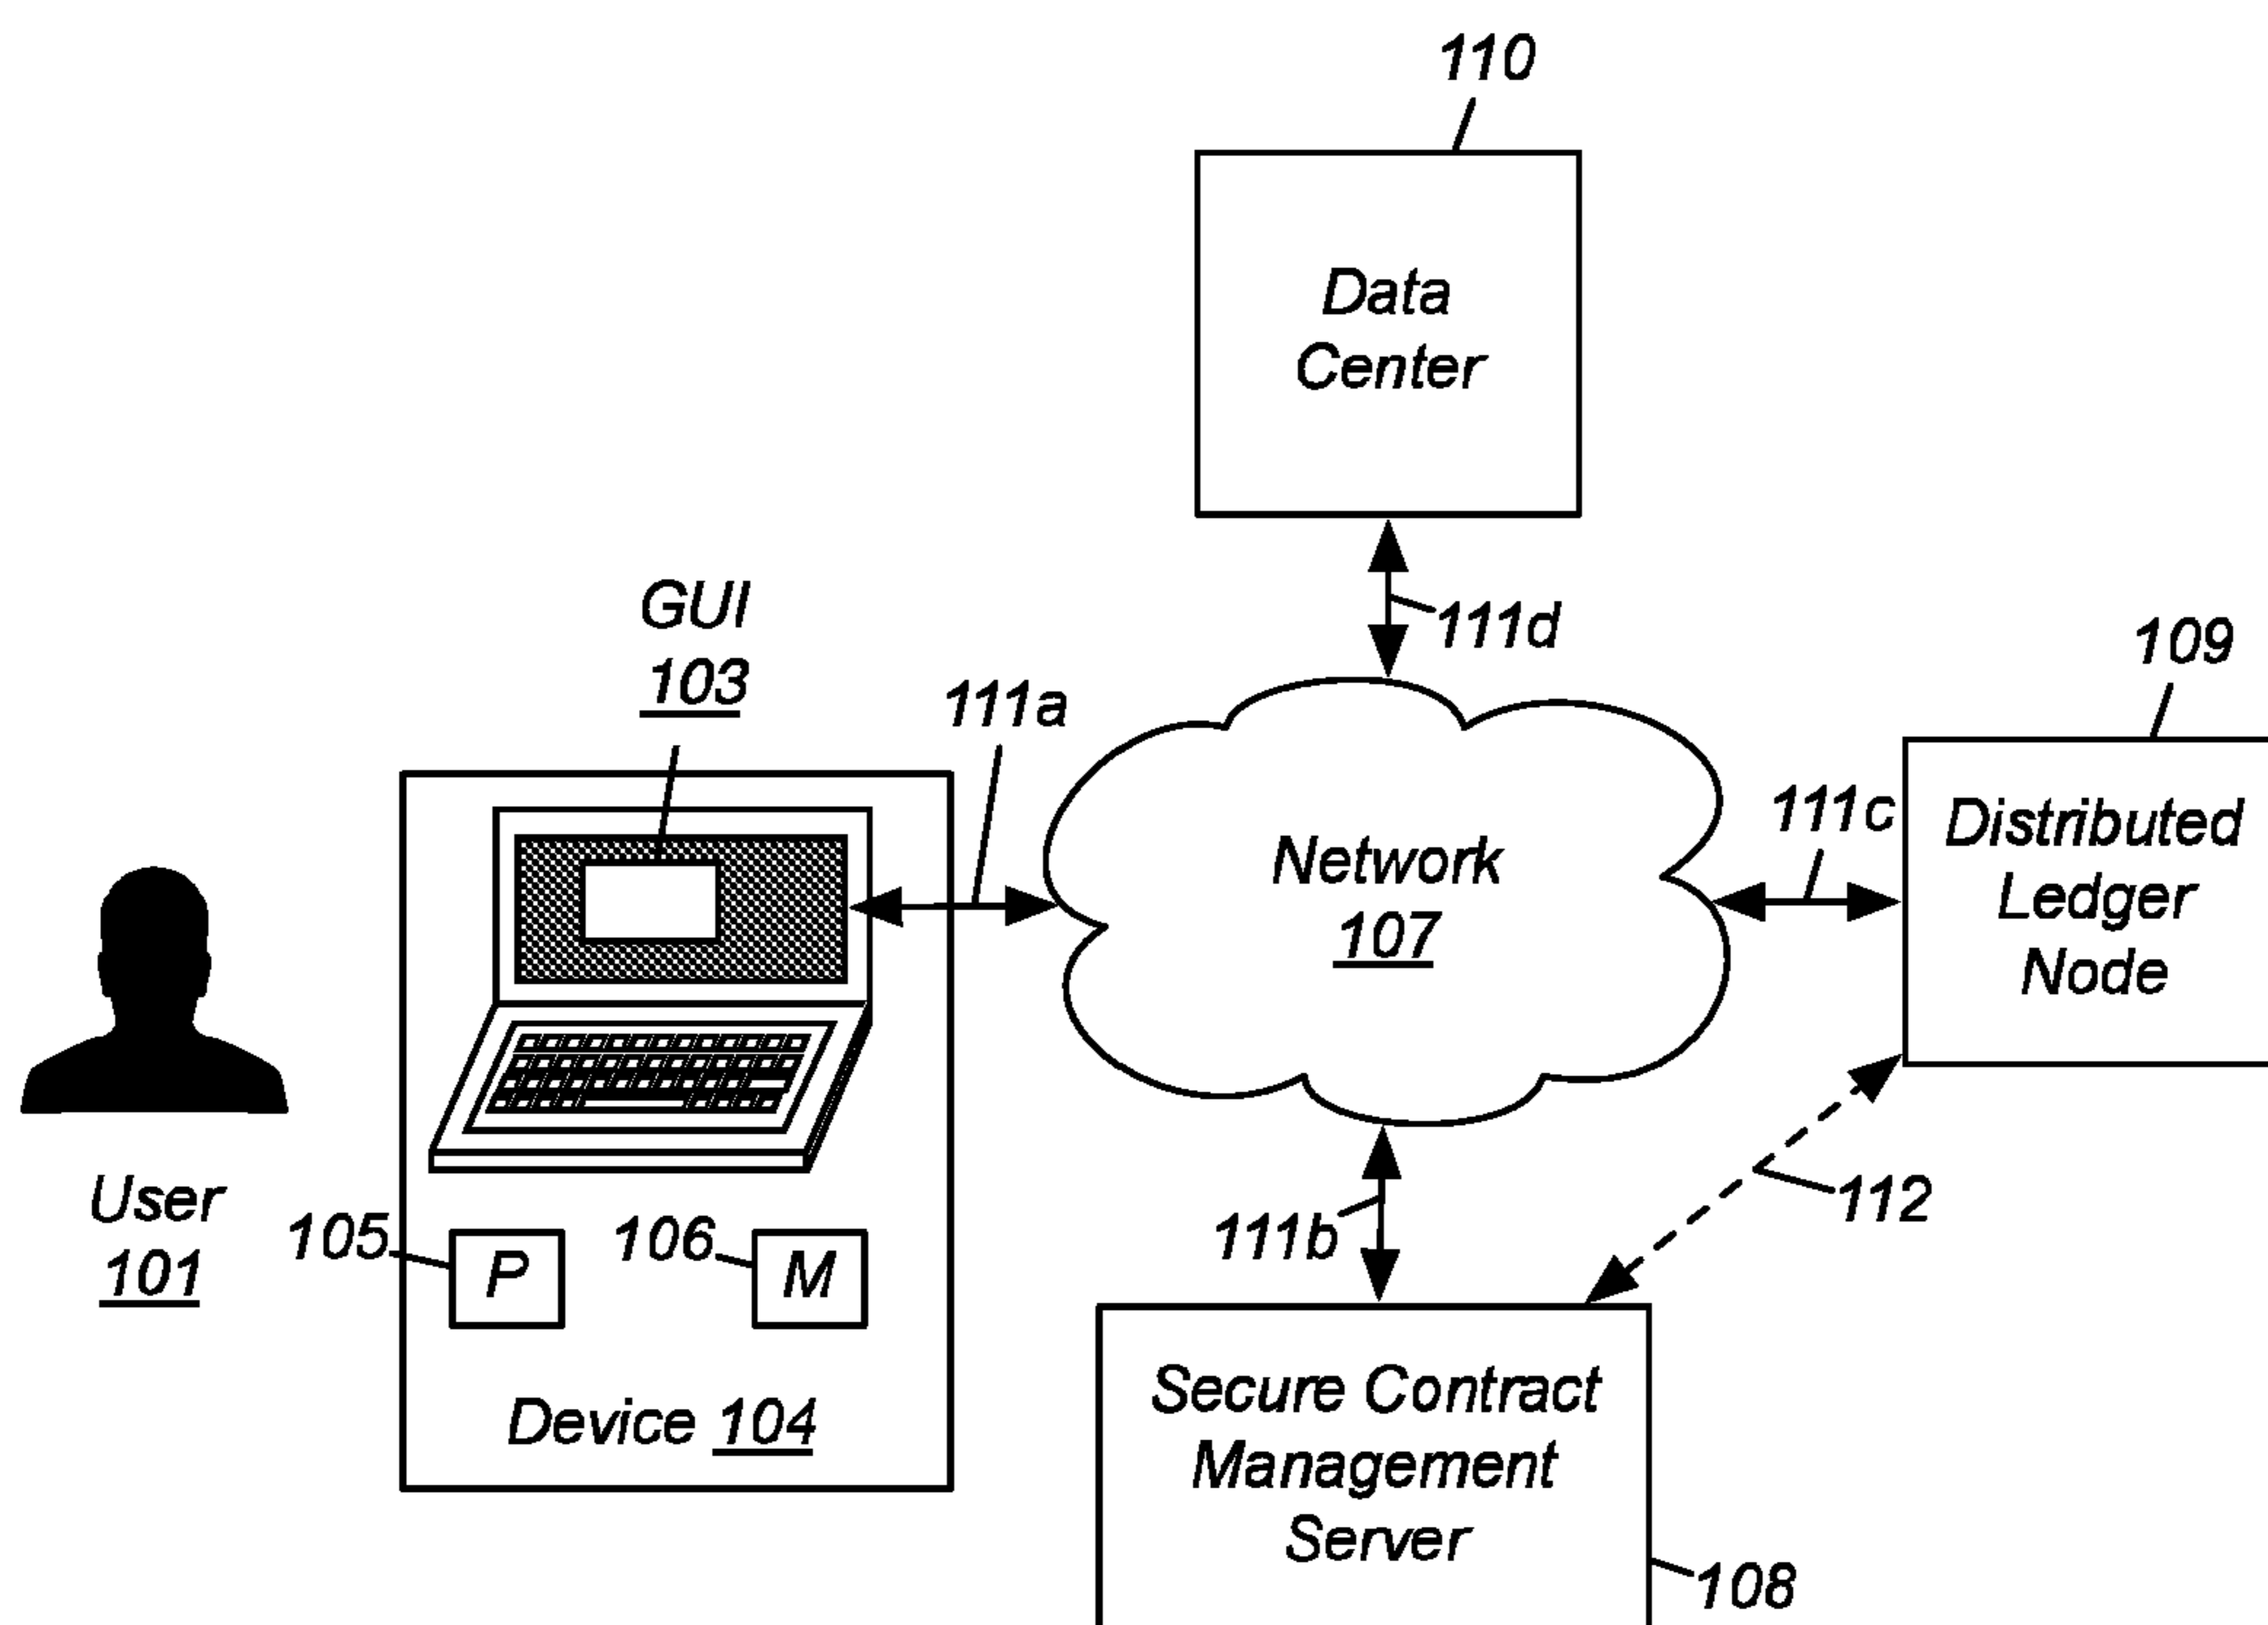 110
Data
Center
111d
GUI
103
111a
109
Distributed
Ledger
Node
111c
Network
107
112
111b
User
101
105
P
106
M
Device 104
Secure Contract
Management
Server
108